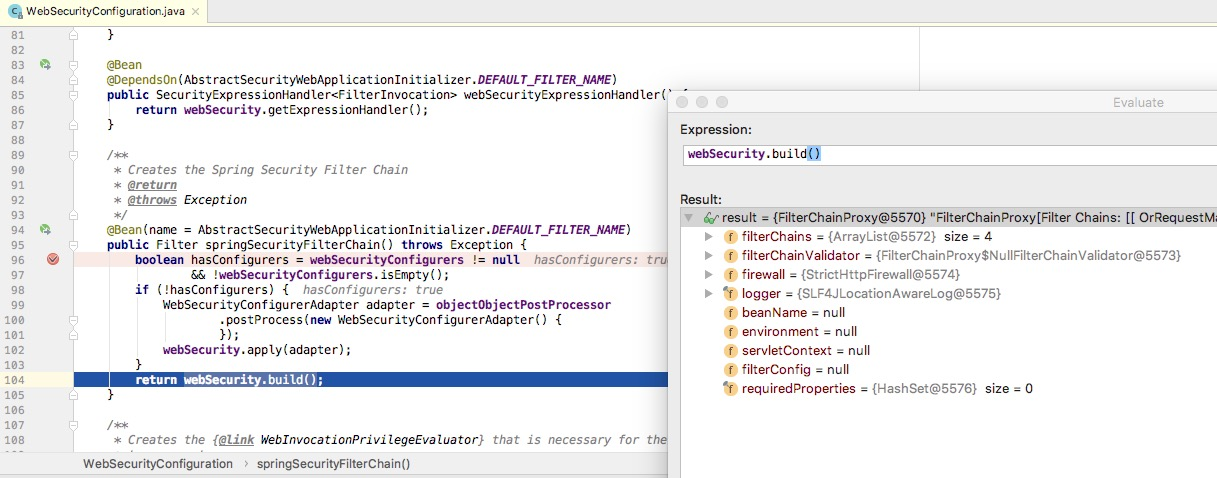 WebSecurityConfiguration.java
81 }
82
83 @Bean
84 @DependsOn(AbstractSecurityWebApplicationInitializer.DEFAULT_FILTER_NAME)
85 public SecurityExpressionHandler<FilterInvocation> webSecurityExpressionHandler() {
86 return webSecurity.getExpressionHandler();
87 }
88
89 /**
90 * Creates the Spring Security Filter Chain
91 * @return
92 * @throws Exception
93 */
94 @Bean(name = AbstractSecurityWebApplicationInitializer.DEFAULT_FILTER_NAME)
95 public Filter springSecurityFilterChain() throws Exception {
96 boolean hasConfigurers = webSecurityConfigurers != null hasConfigurers: true
97 && !webSecurityConfigurers.isEmpty();
98 if (!hasConfigurers) { hasConfigurers: true
99 WebSecurityConfigurerAdapter adapter = objectObjectPostProcessor
100 .postProcess(new WebSecurityConfigurerAdapter() {
101 });
102 webSecurity.apply(adapter);
103 }
104 return webSecurity.build();
105 }
106
107 /**
108 * Creates the {@link WebInvocationPrivilegeEvaluator} that is necessary for the
WebSecurityConfiguration › springSecurityFilterChain()
Evaluate
Expression:
webSecurity.build()
Result:
result = {FilterChainProxy@5570} "FilterChainProxy[Filter Chains: [[ OrRequestMa
filterChains = {ArrayList@5572} size = 4
filterChainValidator = {FilterChainProxy$NullFilterChainValidator@5573}
firewall = {StrictHttpFirewall@5574}
logger = {SLF4JLocationAwareLog@5575}
beanName = null
environment = null
servletContext = null
filterConfig = null
requiredProperties = {HashSet@5576} size = 0